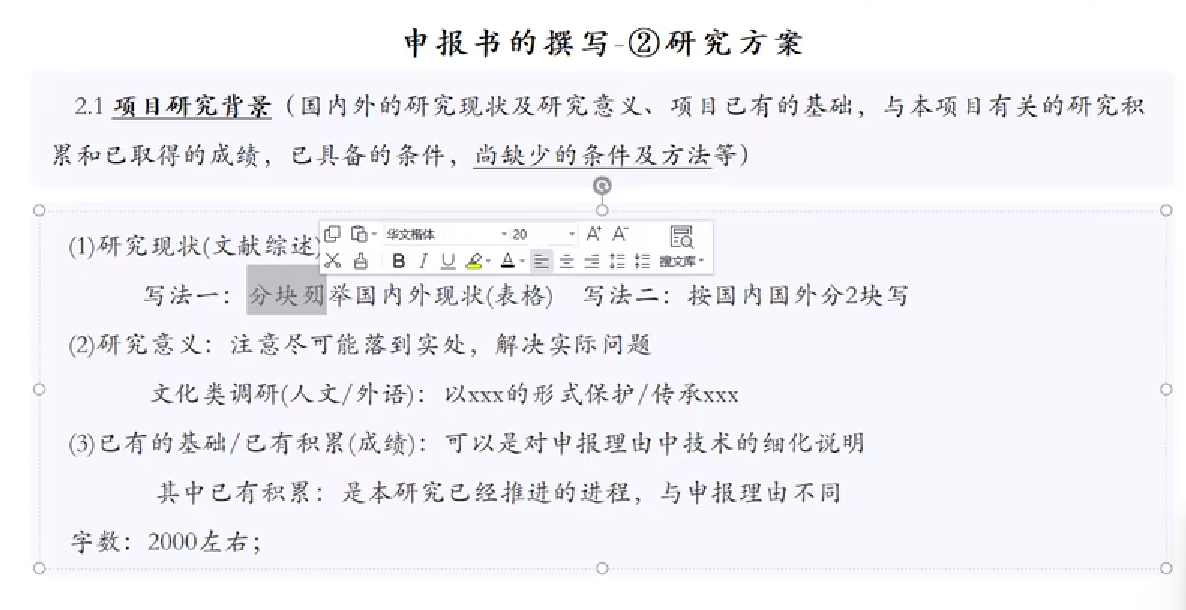 申报书的撰写-②研究方案
2.1 项目研究背景（国内外的研究现状及研究意义、项目已有的基础，与本项目有关的研究积
累和已取得的成绩，已具备的条件，尚缺少的条件及方法等）
(1)研究现状(文献综述)
华文楷体 20 A+ A-
B I U A 搜文库
写法一：分块列举国内外现状(表格) 写法二：按国内国外分2块写
(2)研究意义：注意尽可能落到实处，解决实际问题
文化类调研(人文/外语)：以xxx的形式保护/传承xxx
(3)已有的基础/已有积累(成绩)：可以是对申报理由中技术的细化说明
其中已有积累：是本研究已经推进的进程，与申报理由不同
字数：2000左右；